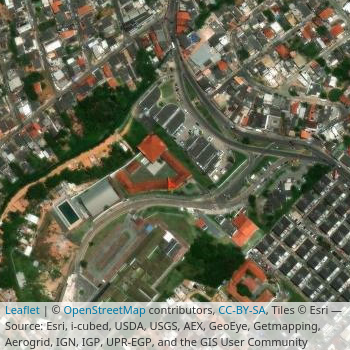 Leaflet | © OpenStreetMap contributors, CC-BY-SA, Tiles © Esri —
Source: Esri, i-cubed, USDA, USGS, AEX, GeoEye, Getmapping,
Aerogrid, IGN, IGP, UPR-EGP, and the GIS User Community